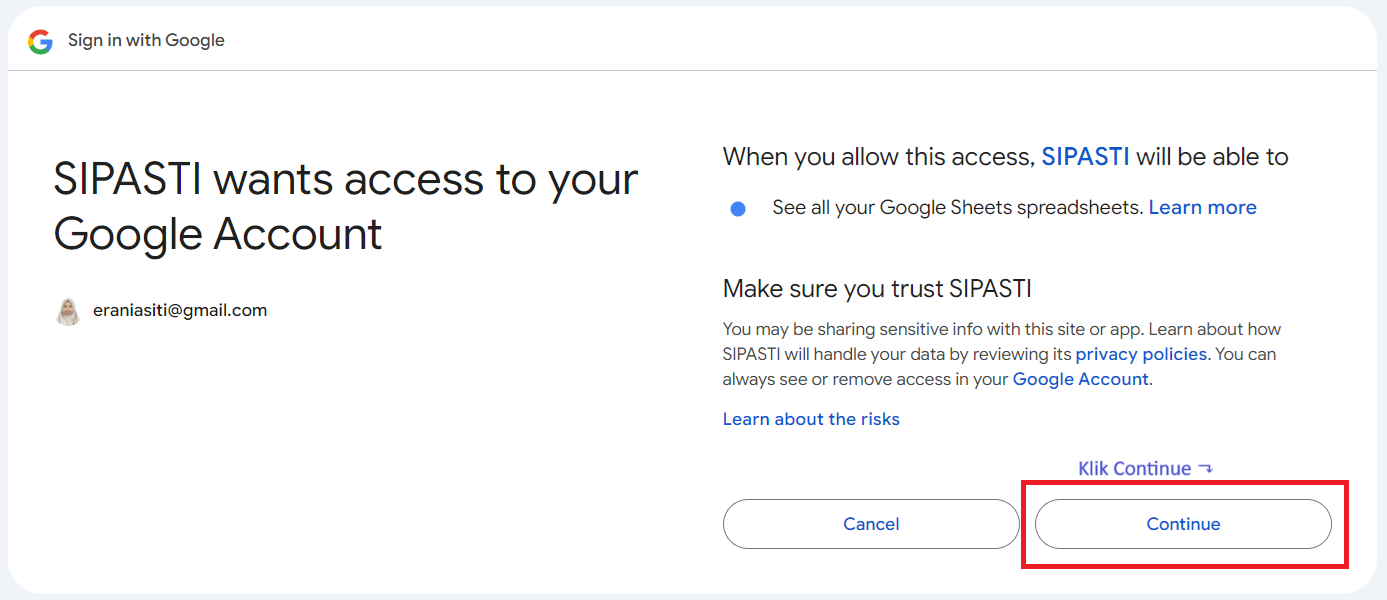 Sign in with Google
SIPASTI wants access to your
Google Account
eraniasiti@gmail.com
When you allow this access, SIPASTI will be able to
See all your Google Sheets spreadsheets. Learn more
Make sure you trust SIPASTI
You may be sharing sensitive info with this site or app. Learn about how
SIPASTI will handle your data by reviewing its privacy policies. You can
always see or remove access in your Google Account.
Learn about the risks
Klik Continue
Cancel
Continue